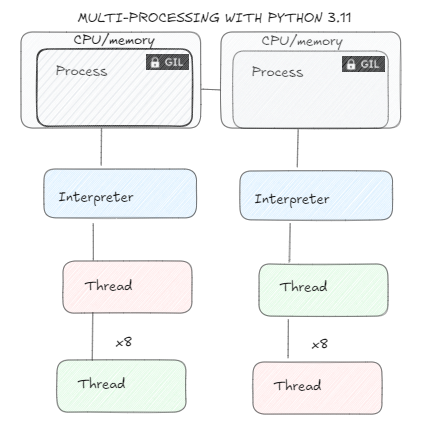 MULTI-PROCESSING WITH PYTHON 3.11
CPU/memory
CPU/memory
Process
GIL
Process
GIL
Interpreter
Interpreter
Thread
Thread
x8
x8
Thread
Thread